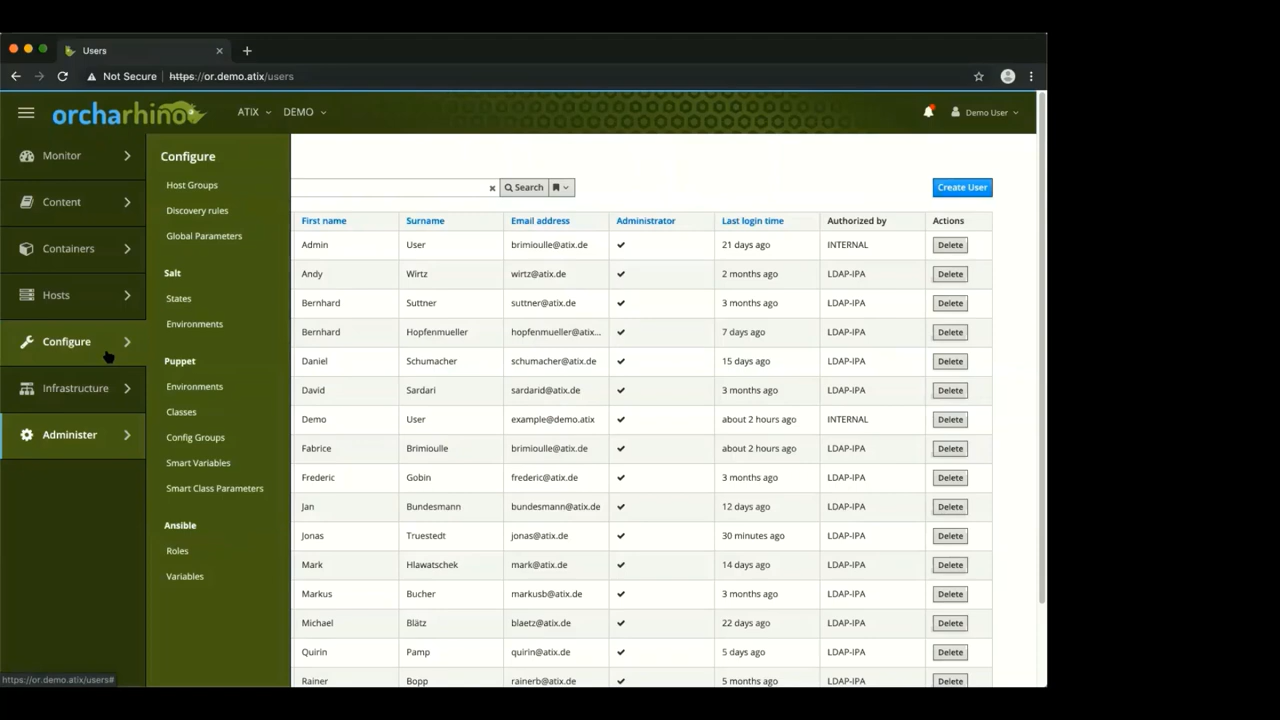 Users
Not Secure
https://or.demo.atix/users
orcharhino
ATIX
DEMO
Demo User
Monitor
Content
Containers
Hosts
Configure
Infrastructure
Administer
Configure
Host Groups
Discovery rules
Global Parameters
Salt
States
Environments
Puppet
Environments
Classes
Config Groups
Smart Variables
Smart Class Parameters
Ansible
Roles
Variables
Search
Create User
First name Surname Email address Administrator Last login time Authorized by Actions
Admin User brimioulle@atix.de 21 days ago INTERNAL Delete
Andy Wirtz wirtz@atix.de 2 months ago LDAP-IPA Delete
Bernhard Suttner suttner@atix.de 3 months ago LDAP-IPA Delete
Bernhard Hopfenmueller hopfenmueller@atix... 7 days ago LDAP-IPA Delete
Daniel Schumacher schumacher@atix.de 15 days ago LDAP-IPA Delete
David Sardari sardarid@atix.de 3 months ago LDAP-IPA Delete
Demo User example@demo.atix about 2 hours ago INTERNAL Delete
Fabrice Brimioulle brimioulle@atix.de about 2 hours ago LDAP-IPA Delete
Frederic Gobin frederic@atix.de 3 months ago LDAP-IPA Delete
Jan Bundesmann bundesmann@atix.de 12 days ago LDAP-IPA Delete
Jonas Truestedt jonas@atix.de 30 minutes ago LDAP-IPA Delete
Mark Hlawatschek mark@atix.de 14 days ago LDAP-IPA Delete
Markus Bucher markusb@atix.de 3 months ago LDAP-IPA Delete
Michael Blätz blaetz@atix.de 22 days ago LDAP-IPA Delete
Quirin Pamp quirin@atix.de 5 days ago LDAP-IPA Delete
Rainer Bopp rainerb@atix.de 5 months ago LDAP-IPA Delete
https://or.demo.atix/users#